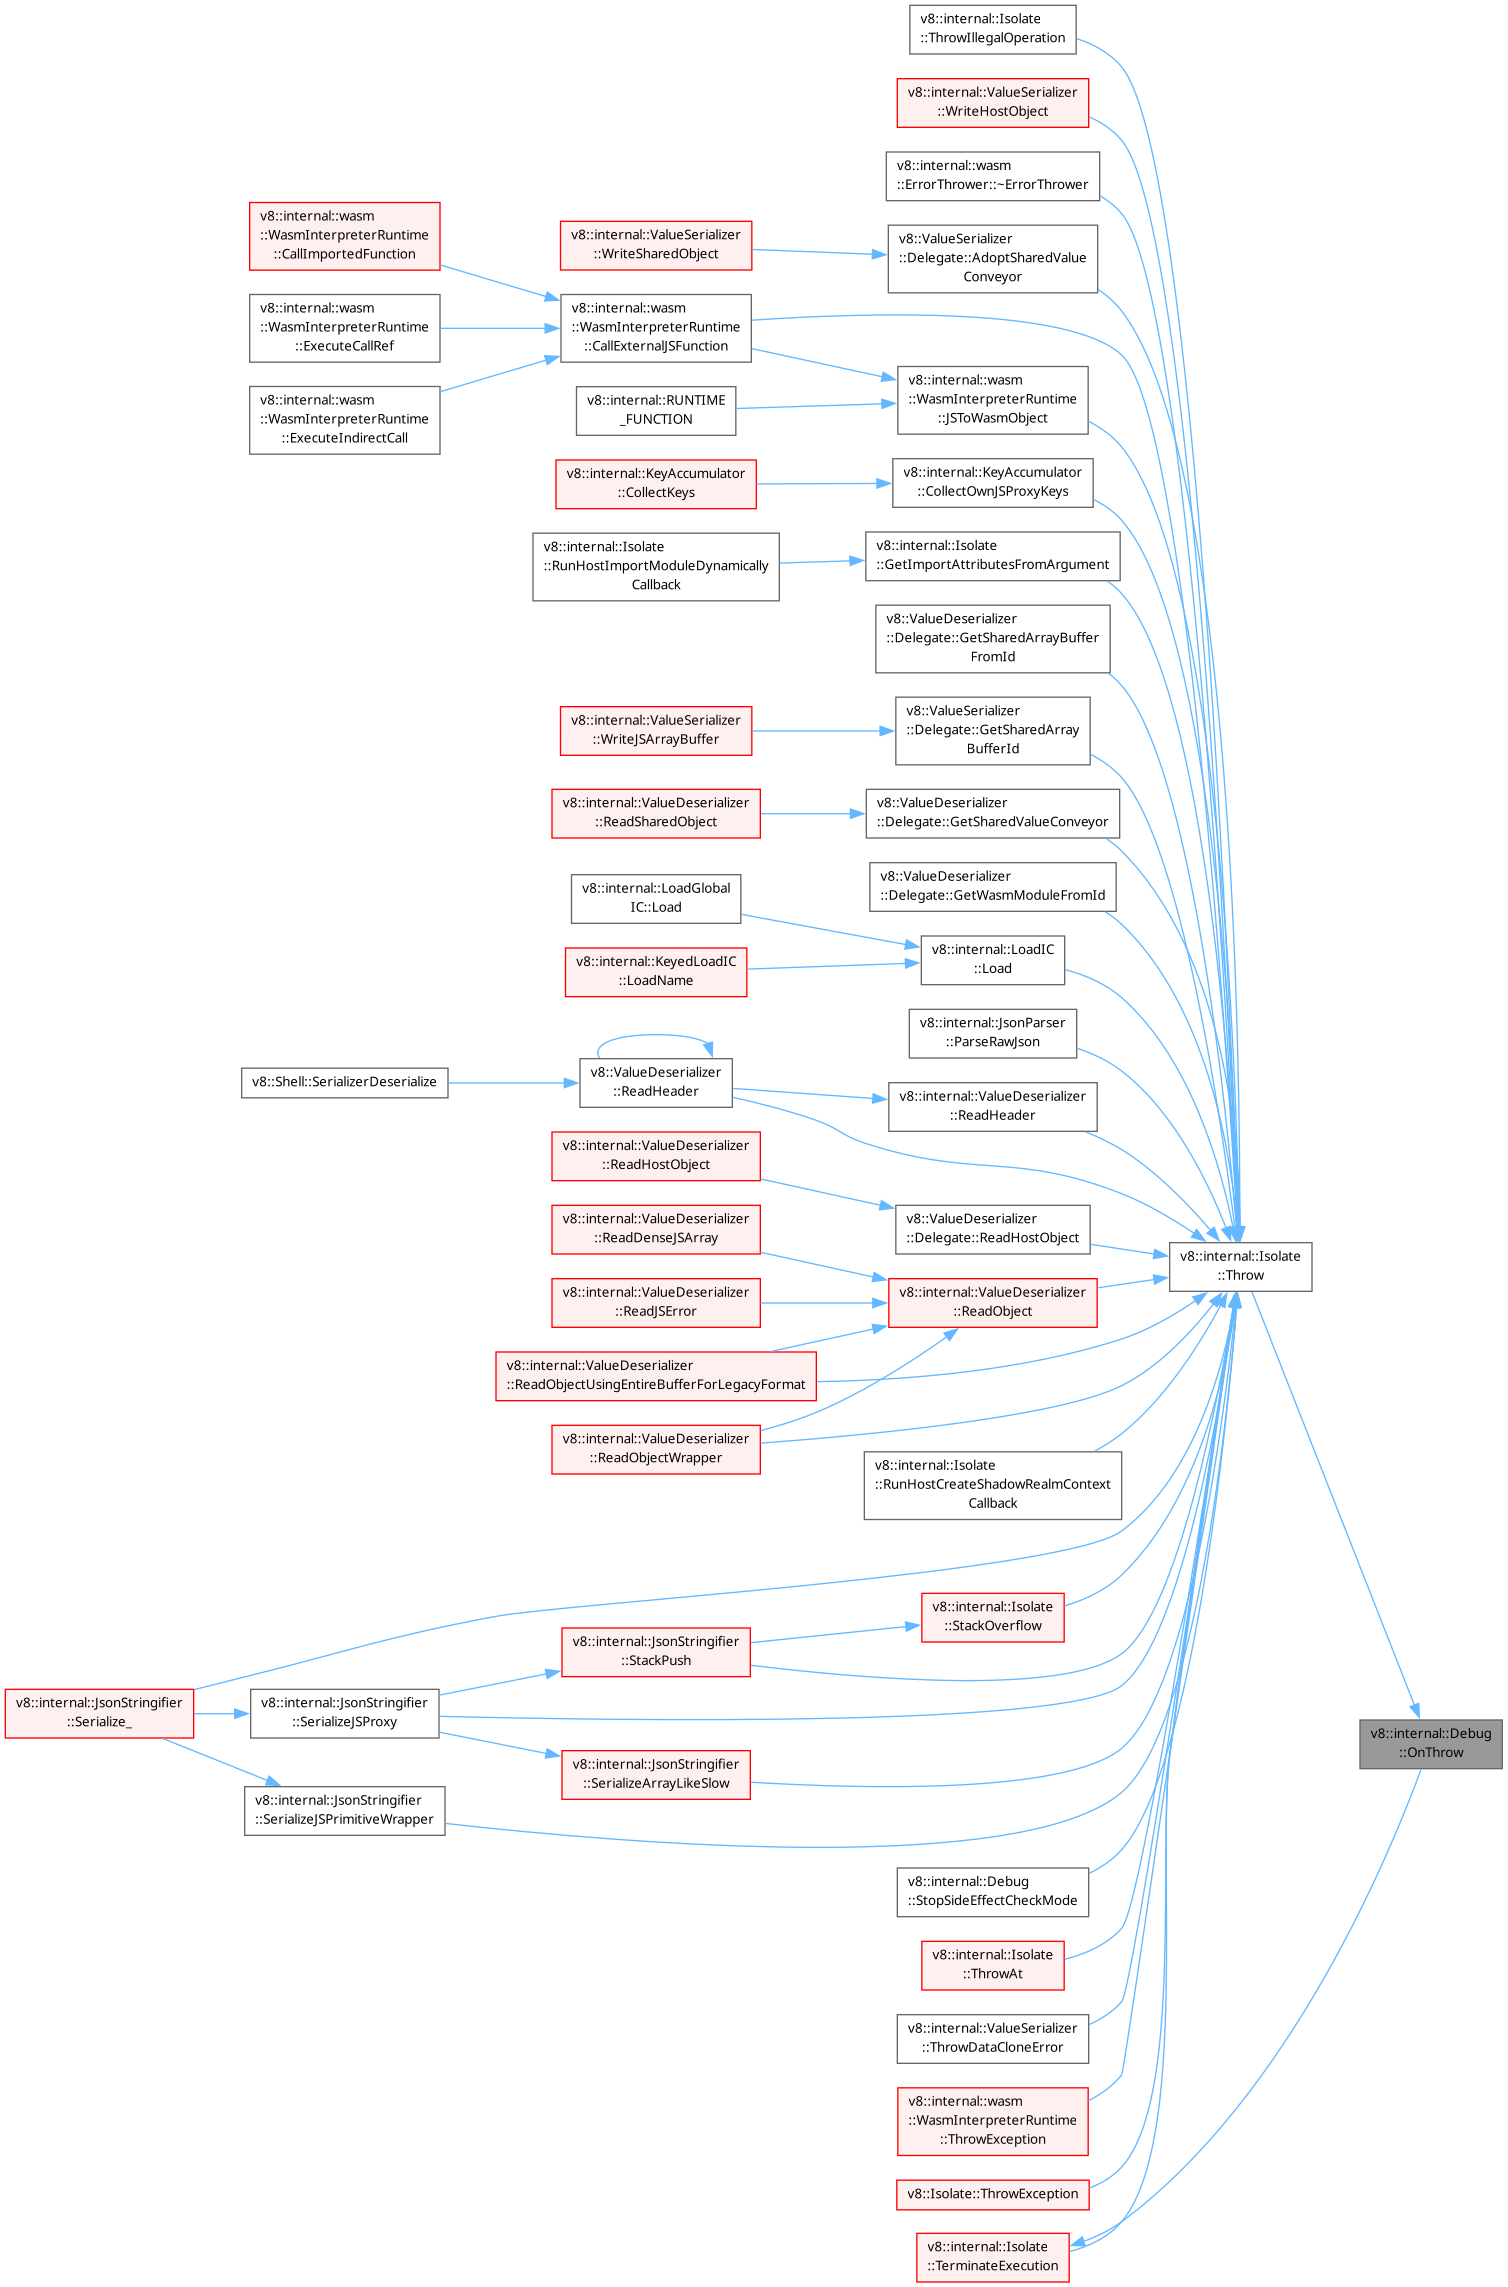 v8::internal::Isolate
::ThrowIllegalOperation
v8::internal::ValueSerializer
::WriteHostObject
v8::internal::wasm
::ErrorThrower::~ErrorThrower
v8::internal::wasm
::WasmInterpreterRuntime
::CallImportedFunction
v8::internal::ValueSerializer
::WriteSharedObject
v8::ValueSerializer
::Delegate::AdoptSharedValue
Conveyor
v8::internal::wasm
::WasmInterpreterRuntime
::ExecuteCallRef
v8::internal::wasm
::WasmInterpreterRuntime
::CallExternalJSFunction
v8::internal::wasm
::WasmInterpreterRuntime
::ExecuteIndirectCall
v8::internal::RUNTIME
_FUNCTION
v8::internal::wasm
::WasmInterpreterRuntime
::JSToWasmObject
v8::internal::KeyAccumulator
::CollectKeys
v8::internal::KeyAccumulator
::CollectOwnJSProxyKeys
v8::internal::Isolate
::RunHostImportModuleDynamically
Callback
v8::internal::Isolate
::GetImportAttributesFromArgument
v8::ValueDeserializer
::Delegate::GetSharedArrayBuffer
FromId
v8::internal::ValueSerializer
::WriteJSArrayBuffer
v8::ValueSerializer
::Delegate::GetSharedArray
BufferId
v8::internal::ValueDeserializer
::ReadSharedObject
v8::ValueDeserializer
::Delegate::GetSharedValueConveyor
v8::ValueDeserializer
::Delegate::GetWasmModuleFromId
v8::internal::LoadGlobal
IC::Load
v8::internal::KeyedLoadIC
::LoadName
v8::internal::LoadIC
::Load
v8::internal::JsonParser
::ParseRawJson
v8::Shell::SerializerDeserialize
v8::ValueDeserializer
::ReadHeader
v8::internal::ValueDeserializer
::ReadHeader
v8::internal::ValueDeserializer
::ReadHostObject
v8::ValueDeserializer
::Delegate::ReadHostObject
v8::internal::ValueDeserializer
::ReadDenseJSArray
v8::internal::Isolate
::Throw
v8::internal::ValueDeserializer
::ReadJSError
v8::internal::ValueDeserializer
::ReadObject
v8::internal::ValueDeserializer
::ReadObjectUsingEntireBufferForLegacyFormat
v8::internal::ValueDeserializer
::ReadObjectWrapper
v8::internal::Isolate
::RunHostCreateShadowRealmContext
Callback
v8::internal::Isolate
::StackOverflow
v8::internal::JsonStringifier
::StackPush
v8::internal::JsonStringifier
::Serialize_
v8::internal::JsonStringifier
::SerializeJSProxy
v8::internal::Debug
::OnThrow
v8::internal::JsonStringifier
::SerializeArrayLikeSlow
v8::internal::JsonStringifier
::SerializeJSPrimitiveWrapper
v8::internal::Debug
::StopSideEffectCheckMode
v8::internal::Isolate
::ThrowAt
v8::internal::ValueSerializer
::ThrowDataCloneError
v8::internal::wasm
::WasmInterpreterRuntime
::ThrowException
v8::Isolate::ThrowException
v8::internal::Isolate
::TerminateExecution